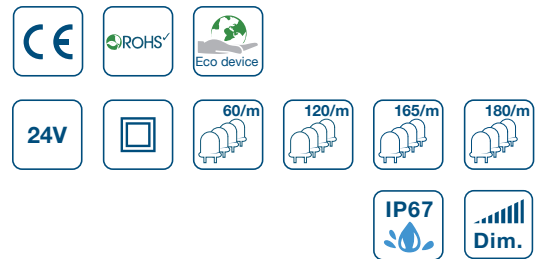 CE
ROHS✓
Eco device
24V
60/m
120/m
165/m
180/m
IP67
Dim.